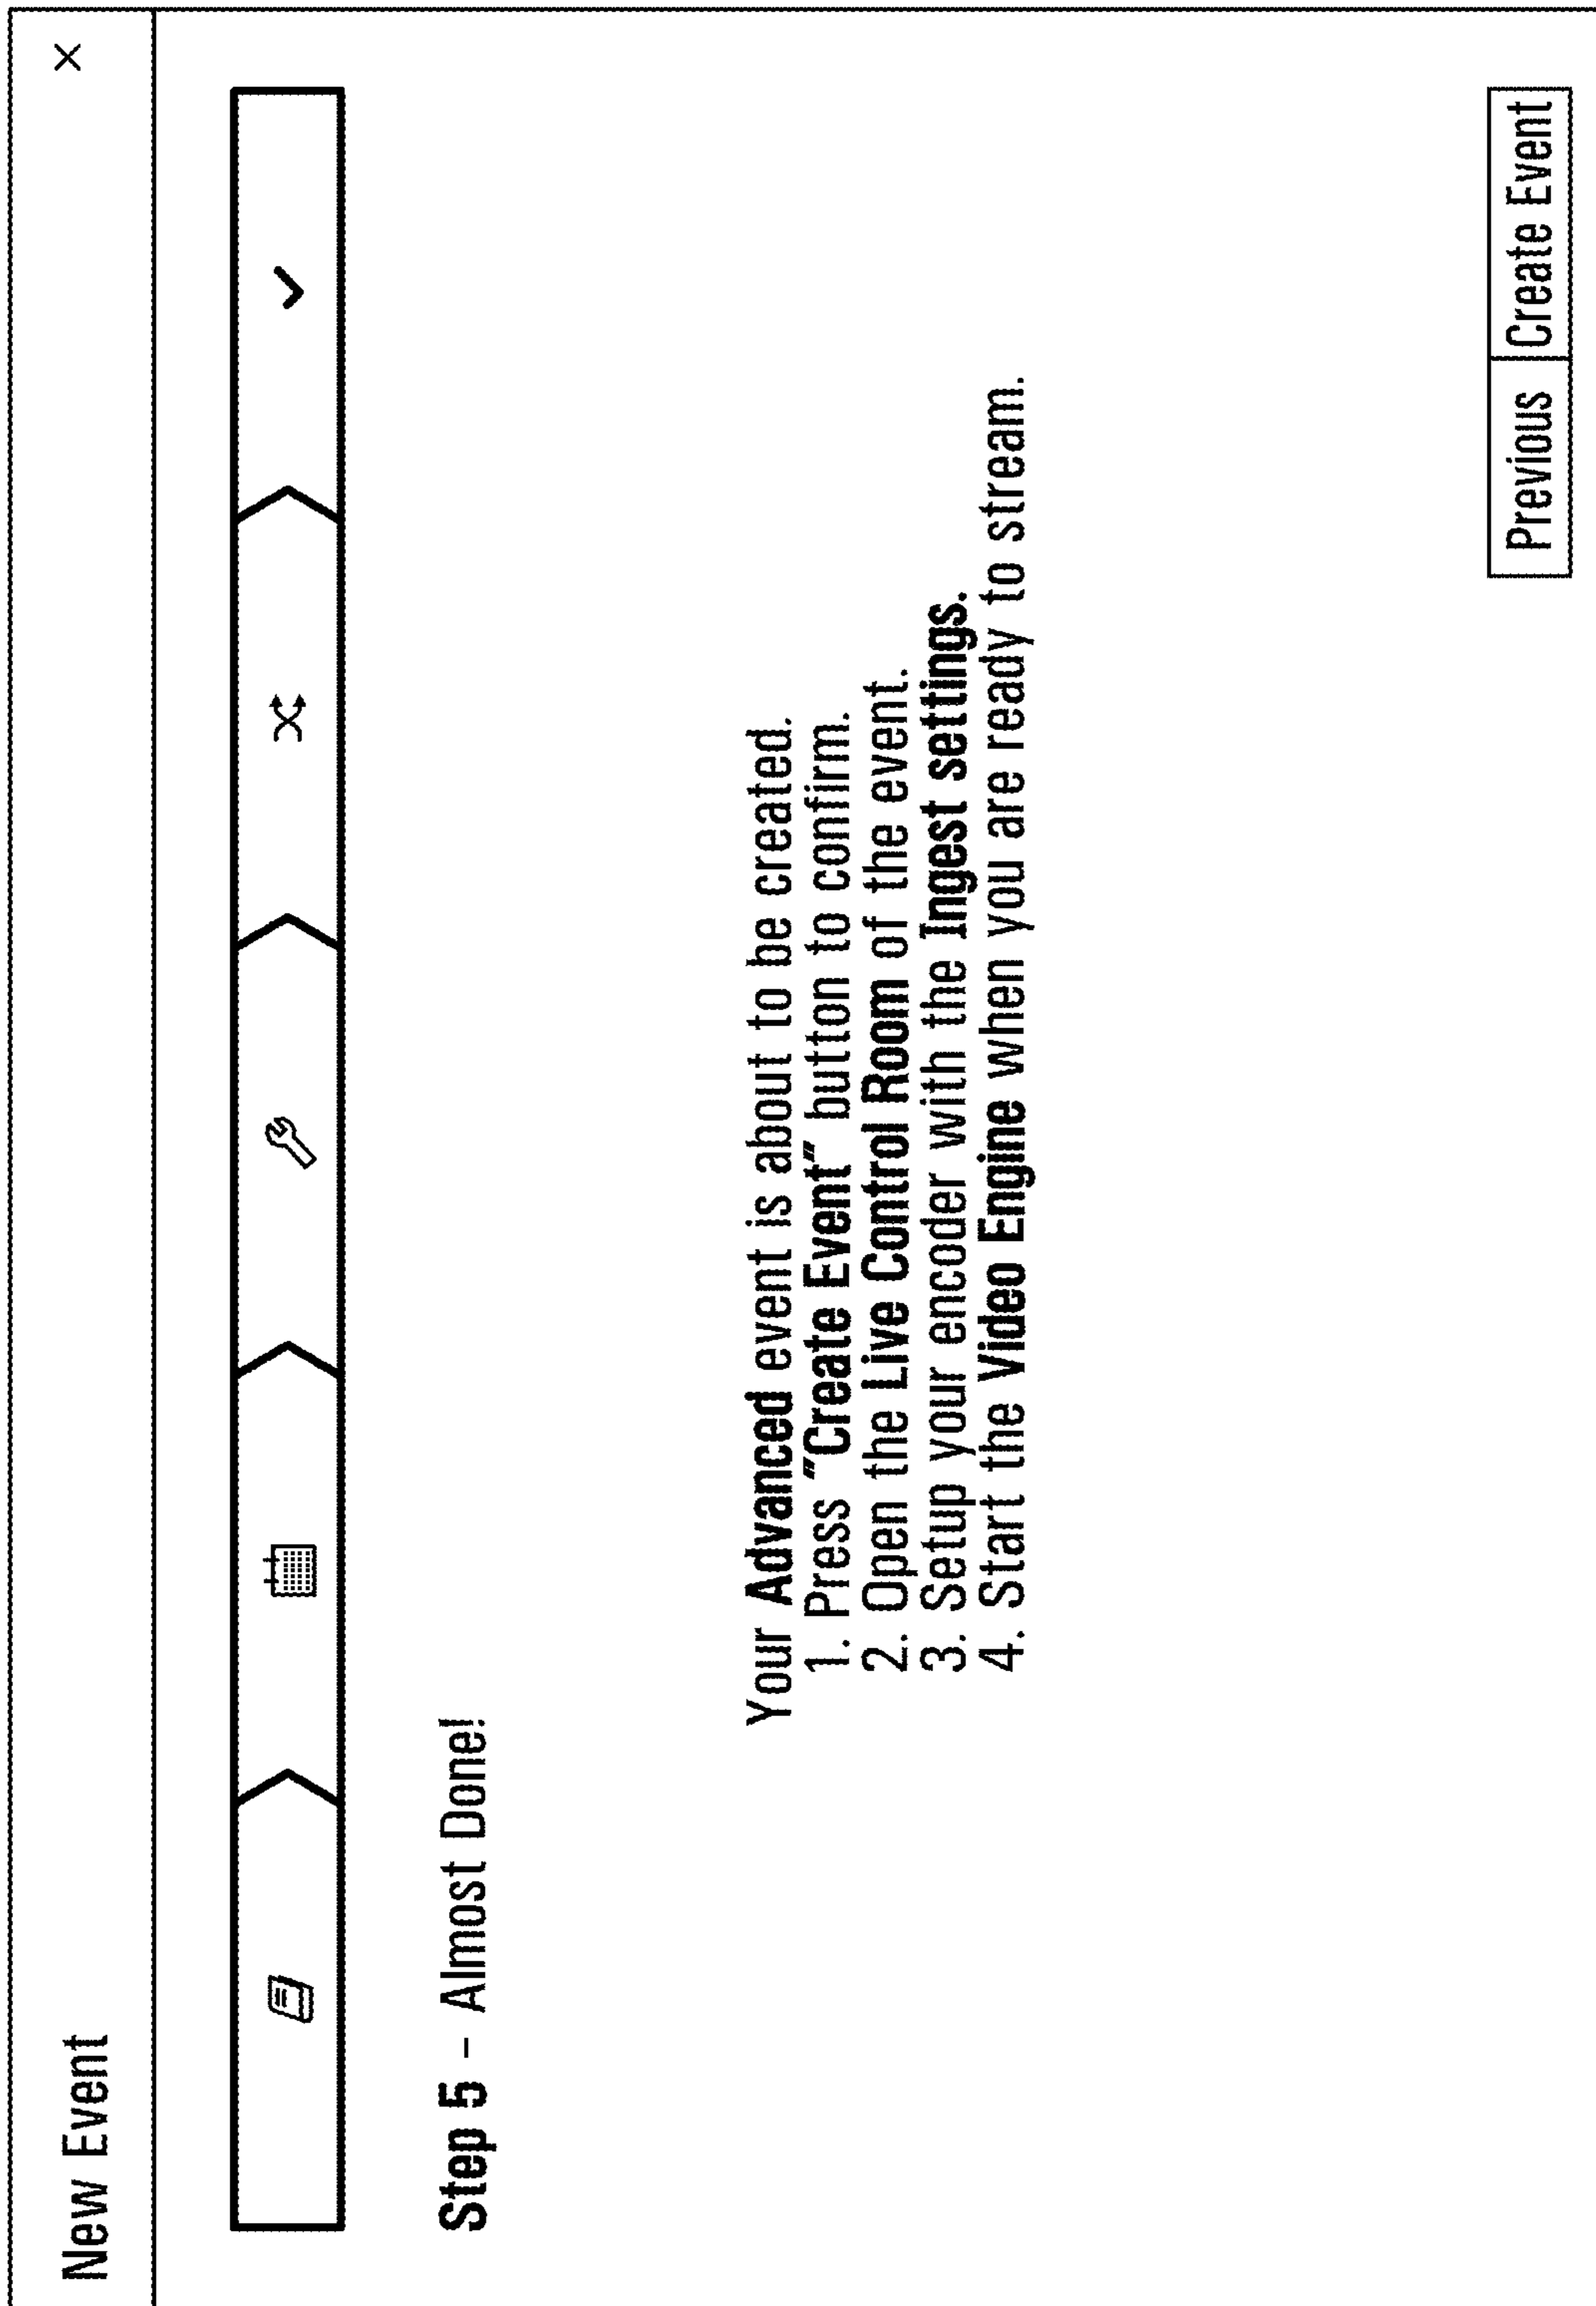 New Event ×
Step 5 - Almost Done!
Your Advanced event is about to be created.
1. Press "Create Event" button to confirm.
2. Open the Live Control Room of the event.
3. Setup your encoder with the Ingest settings.
4. Start the Video Engine when you are ready to stream.
Previous Create Event